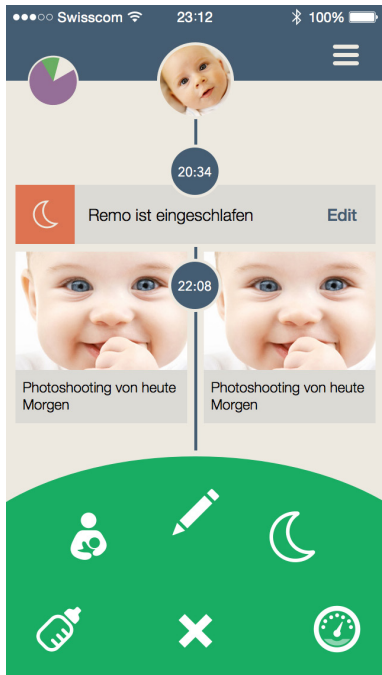 Swisscom 23:12 100%
20:34
Remo ist eingeschlafen Edit
22:08
Photoshooting von heute
Morgen
Photoshooting von heute
Morgen